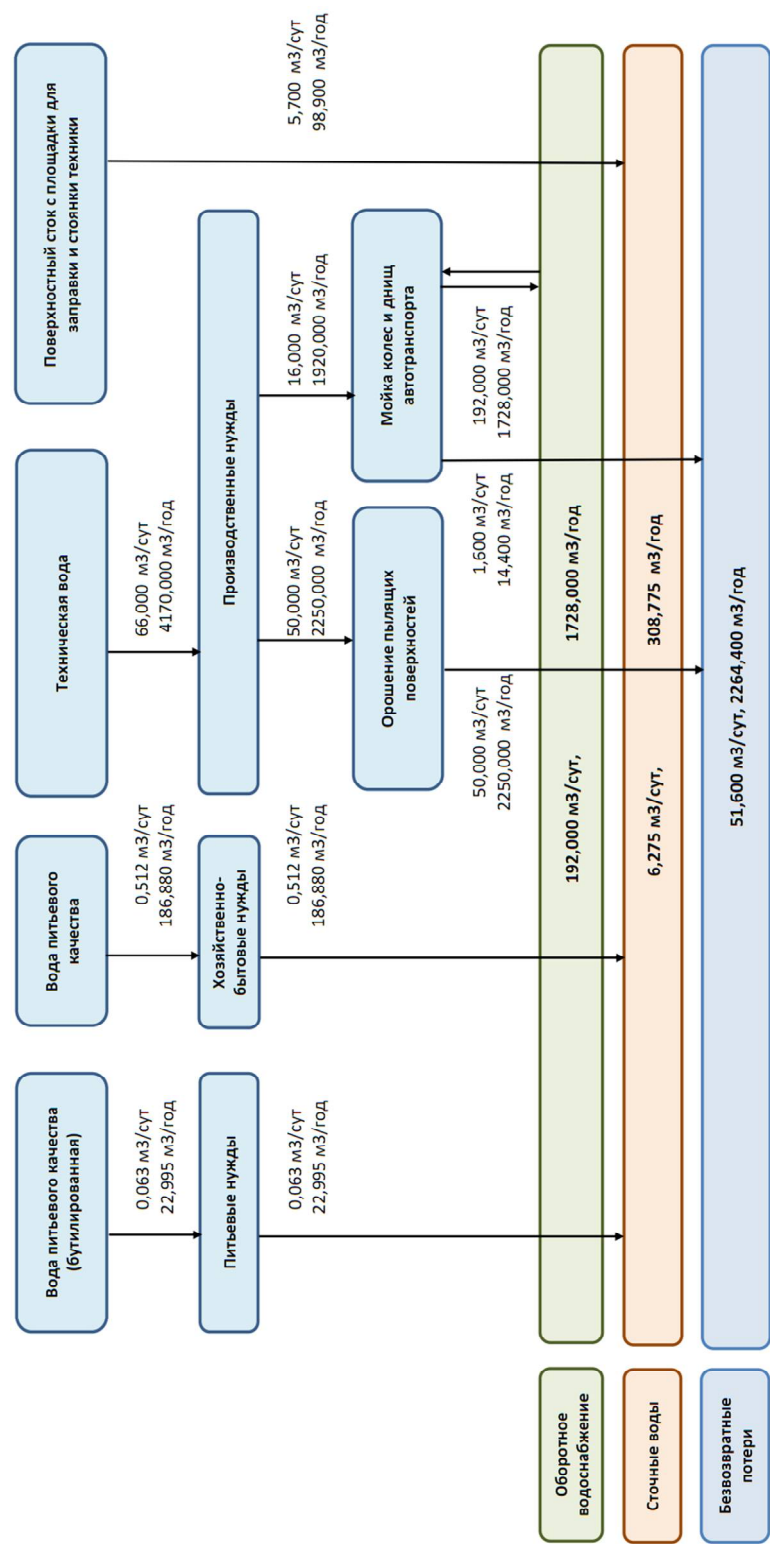 Вода питьевого качества
(бутилированная)
Вода питьевого
качества
Техническая вода
Поверхностный сток с площадки для
заправки и стоянки техники
0,063 м3/сут
22,995 м3/год
0,512 м3/сут
186,880 м3/год
66,000 м3/сут
4170,000 м3/год
Питьевые нужды
Хозяйственно-
бытовые нужды
Производственные нужды
0,063 м3/сут
22,995 м3/год
0,512 м3/сут
186,880 м3/год
50,000 м3/сут
2250,000 м3/год
16,000 м3/сут
1920,000 м3/год
5,700 м3/сут
98,900 м3/год
Орошение пылящих
поверхностей
Мойка колес и днищ
автотранспорта
50,000 м3/сут
2250,000 м3/год
1,600 м3/сут
14,400 м3/год
192,000 м3/сут
1728,000 м3/год
Оборотное
водоснабжение
192,000 м3/сут, 1728,000 м3/год
Сточные воды
6,275 м3/сут, 308,775 м3/год
Безвозвратные
потери
51,600 м3/сут, 2264,400 м3/год